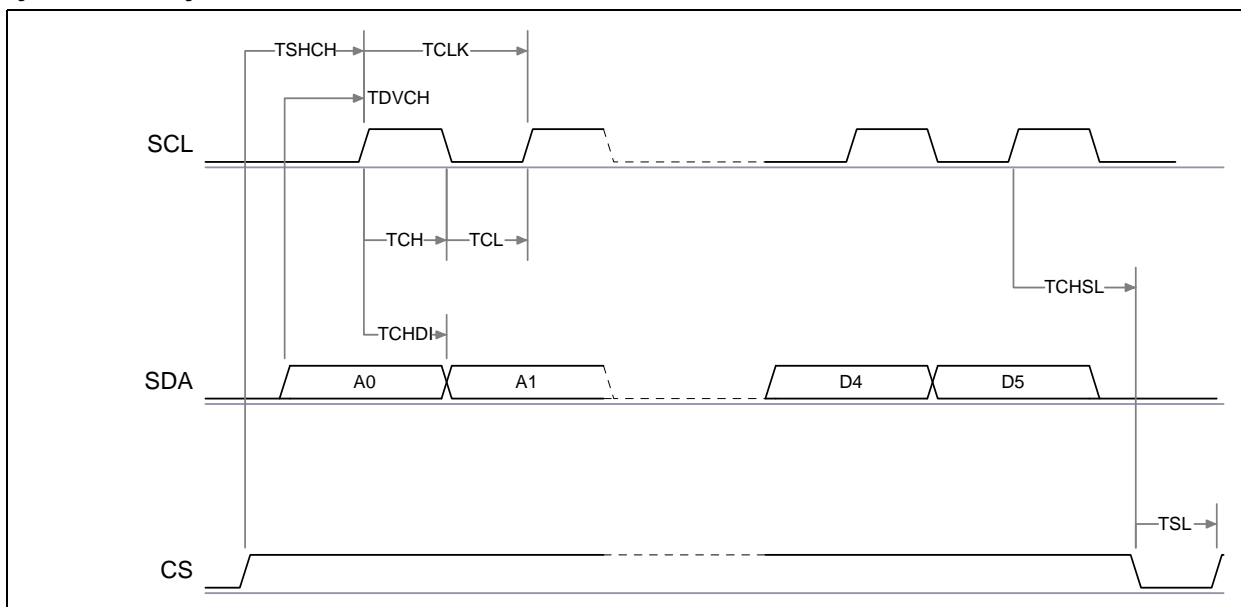 TSHCH
TCLK
TDVCH
SCL
TCH
TCL
TCHSL
TCHDI
SDA
A0
A1
D4
D5
TSL
CS